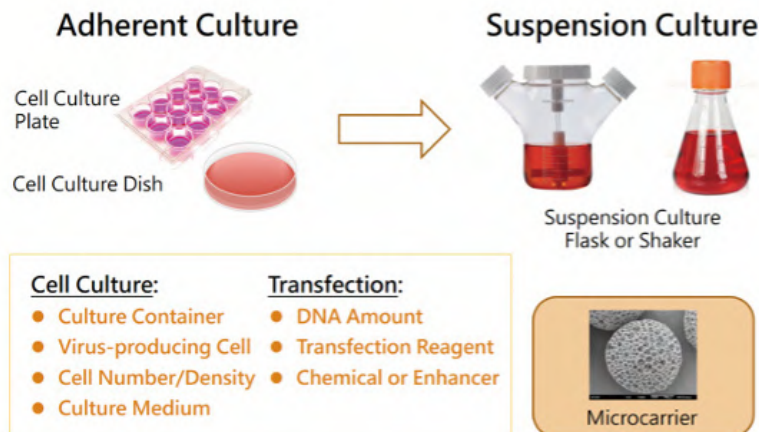 Adherent Culture
Suspension Culture
Cell Culture
Plate
Cell Culture Dish
Suspension Culture
Flask or Shaker
Cell Culture:
● Culture Container
● Virus-producing Cell
● Cell Number/Density
● Culture Medium
Transfection:
● DNA Amount
● Transfection Reagent
● Chemical or Enhancer
Microcarrier